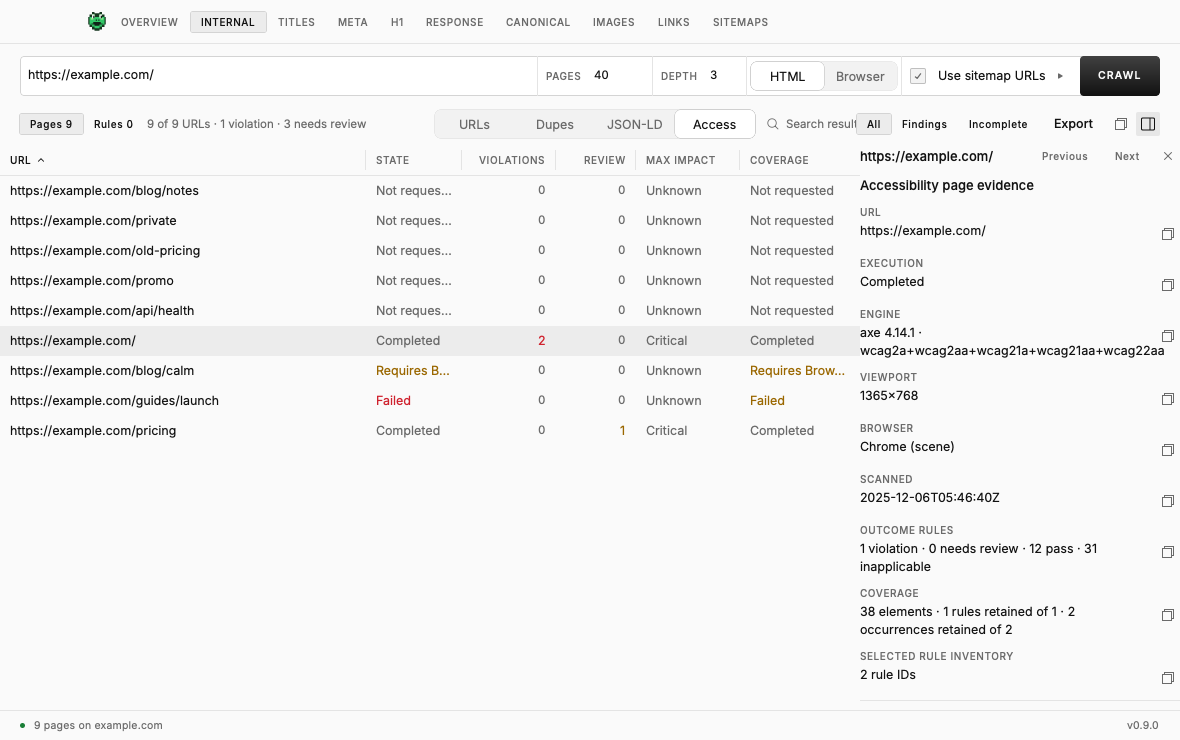 OVERVIEW INTERNAL TITLES META H1 RESPONSE CANONICAL IMAGES LINKS SITEMAPS
https://example.com/ PAGES 40 DEPTH 3 HTML Browser Use sitemap URLs CRAWL
Pages 9 Rules 0 9 of 9 URLs · 1 violation · 3 needs review URLs Dupes JSON-LD Access Search result All Findings Incomplete Export
URL STATE VIOLATIONS REVIEW MAX IMPACT COVERAGE
https://example.com/blog/notes Not reques... 0 0 Unknown Not requested
https://example.com/private Not reques... 0 0 Unknown Not requested
https://example.com/old-pricing Not reques... 0 0 Unknown Not requested
https://example.com/promo Not reques... 0 0 Unknown Not requested
https://example.com/api/health Not reques... 0 0 Unknown Not requested
https://example.com/ Completed 2 0 Critical Completed
https://example.com/blog/calm Requires B... 0 0 Unknown Requires Brow...
https://example.com/guides/launch Failed 0 0 Unknown Failed
https://example.com/pricing Completed 0 1 Critical Completed
https://example.com/ Previous Next
Accessibility page evidence
URL
https://example.com/
EXECUTION
Completed
ENGINE
axe 4.14.1 ·
wcag2a+wcag2aa+wcag21a+wcag21aa+wcag22aa
VIEWPORT
1365×768
BROWSER
Chrome (scene)
SCANNED
2025-12-06T05:46:40Z
OUTCOME RULES
1 violation · 0 needs review · 12 pass · 31
inapplicable
COVERAGE
38 elements · 1 rules retained of 1 · 2
occurrences retained of 2
SELECTED RULE INVENTORY
2 rule IDs
9 pages on example.com v0.9.0